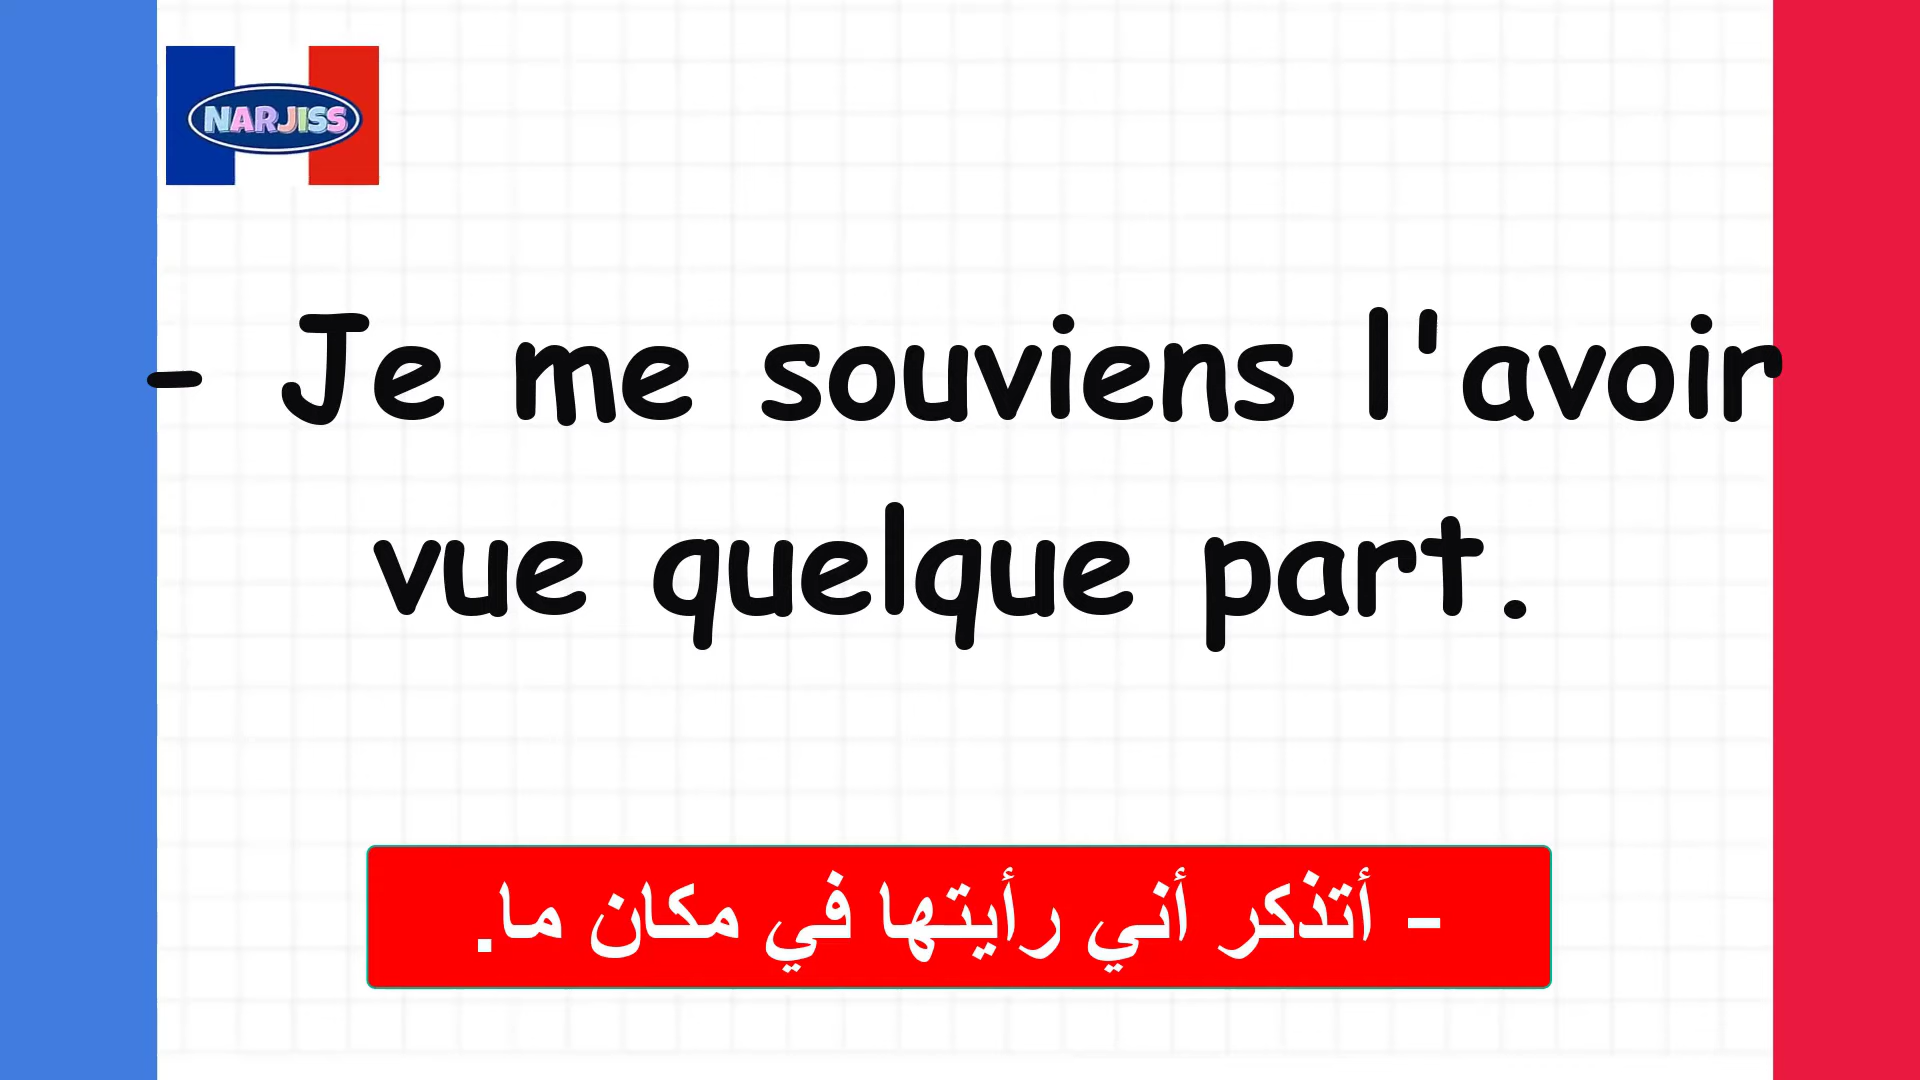 NARJISS
- Je me souviens l'avoir
vue quelque part.
- أتذكر أني رأيتها في مكان ما.